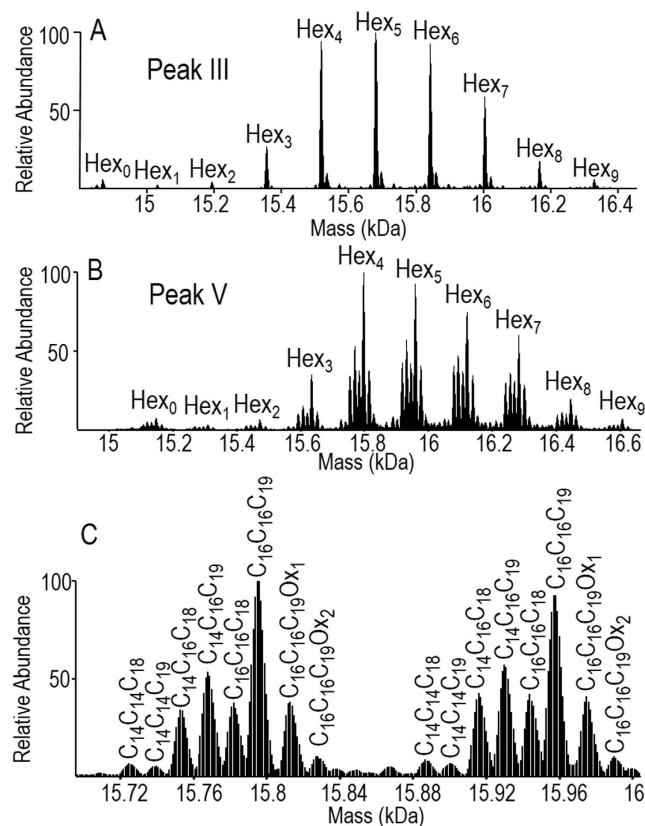 A
Peak III
Relative Abundance
100
50
Hex₀
Hex₁
Hex₂
Hex₃
Hex₄
Hex₅
Hex₆
Hex₇
Hex₈
Hex₉
15 15.2 15.4 15.6 15.8 16 16.2 16.4
Mass (kDa)
B
Peak V
Relative Abundance
100
50
Hex₀
Hex₁
Hex₂
Hex₃
Hex₄
Hex₅
Hex₆
Hex₇
Hex₈
Hex₉
15 15.2 15.4 15.6 15.8 16 16.2 16.4 16.6
Mass (kDa)
C
Relative Abundance
100
50
C₁₄C₁₄C₁₈
C₁₄C₁₄C₁₉
C₁₄C₁₆C₁₈
C₁₄C₁₆C₁₉
C₁₆C₁₆C₁₈
C₁₆C₁₆C₁₉
C₁₆C₁₆C₁₉Ox₁
C₁₆C₁₆C₁₉Ox₂
C₁₄C₁₄C₁₈
C₁₄C₁₄C₁₉
C₁₄C₁₆C₁₈
C₁₄C₁₆C₁₉
C₁₆C₁₆C₁₈
C₁₆C₁₆C₁₉
C₁₆C₁₆C₁₉Ox₁
C₁₆C₁₆C₁₉Ox₂
15.72 15.76 15.8 15.84 15.88 15.92 15.96 16
Mass (kDa)